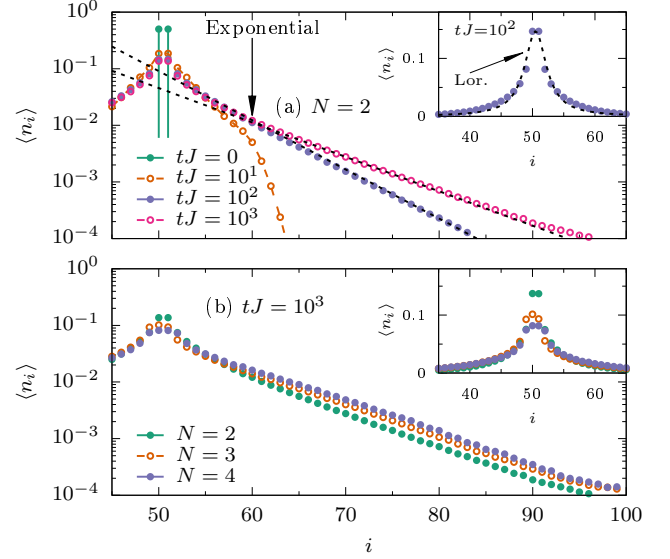 Exponential
10^0
10^-1
10^-2
10^-3
10^-4
⟨n_i⟩
(a) N = 2
tJ = 0
tJ = 10^1
tJ = 10^2
tJ = 10^3
tJ=10^2
Lor.
⟨n_i⟩
0.1
0
40 50 60
i
10^0
10^-1
10^-2
10^-3
10^-4
⟨n_i⟩
(b) tJ = 10^3
N = 2
N = 3
N = 4
⟨n_i⟩
0.1
0
40 50 60
i
50 60 70 80 90 100
i